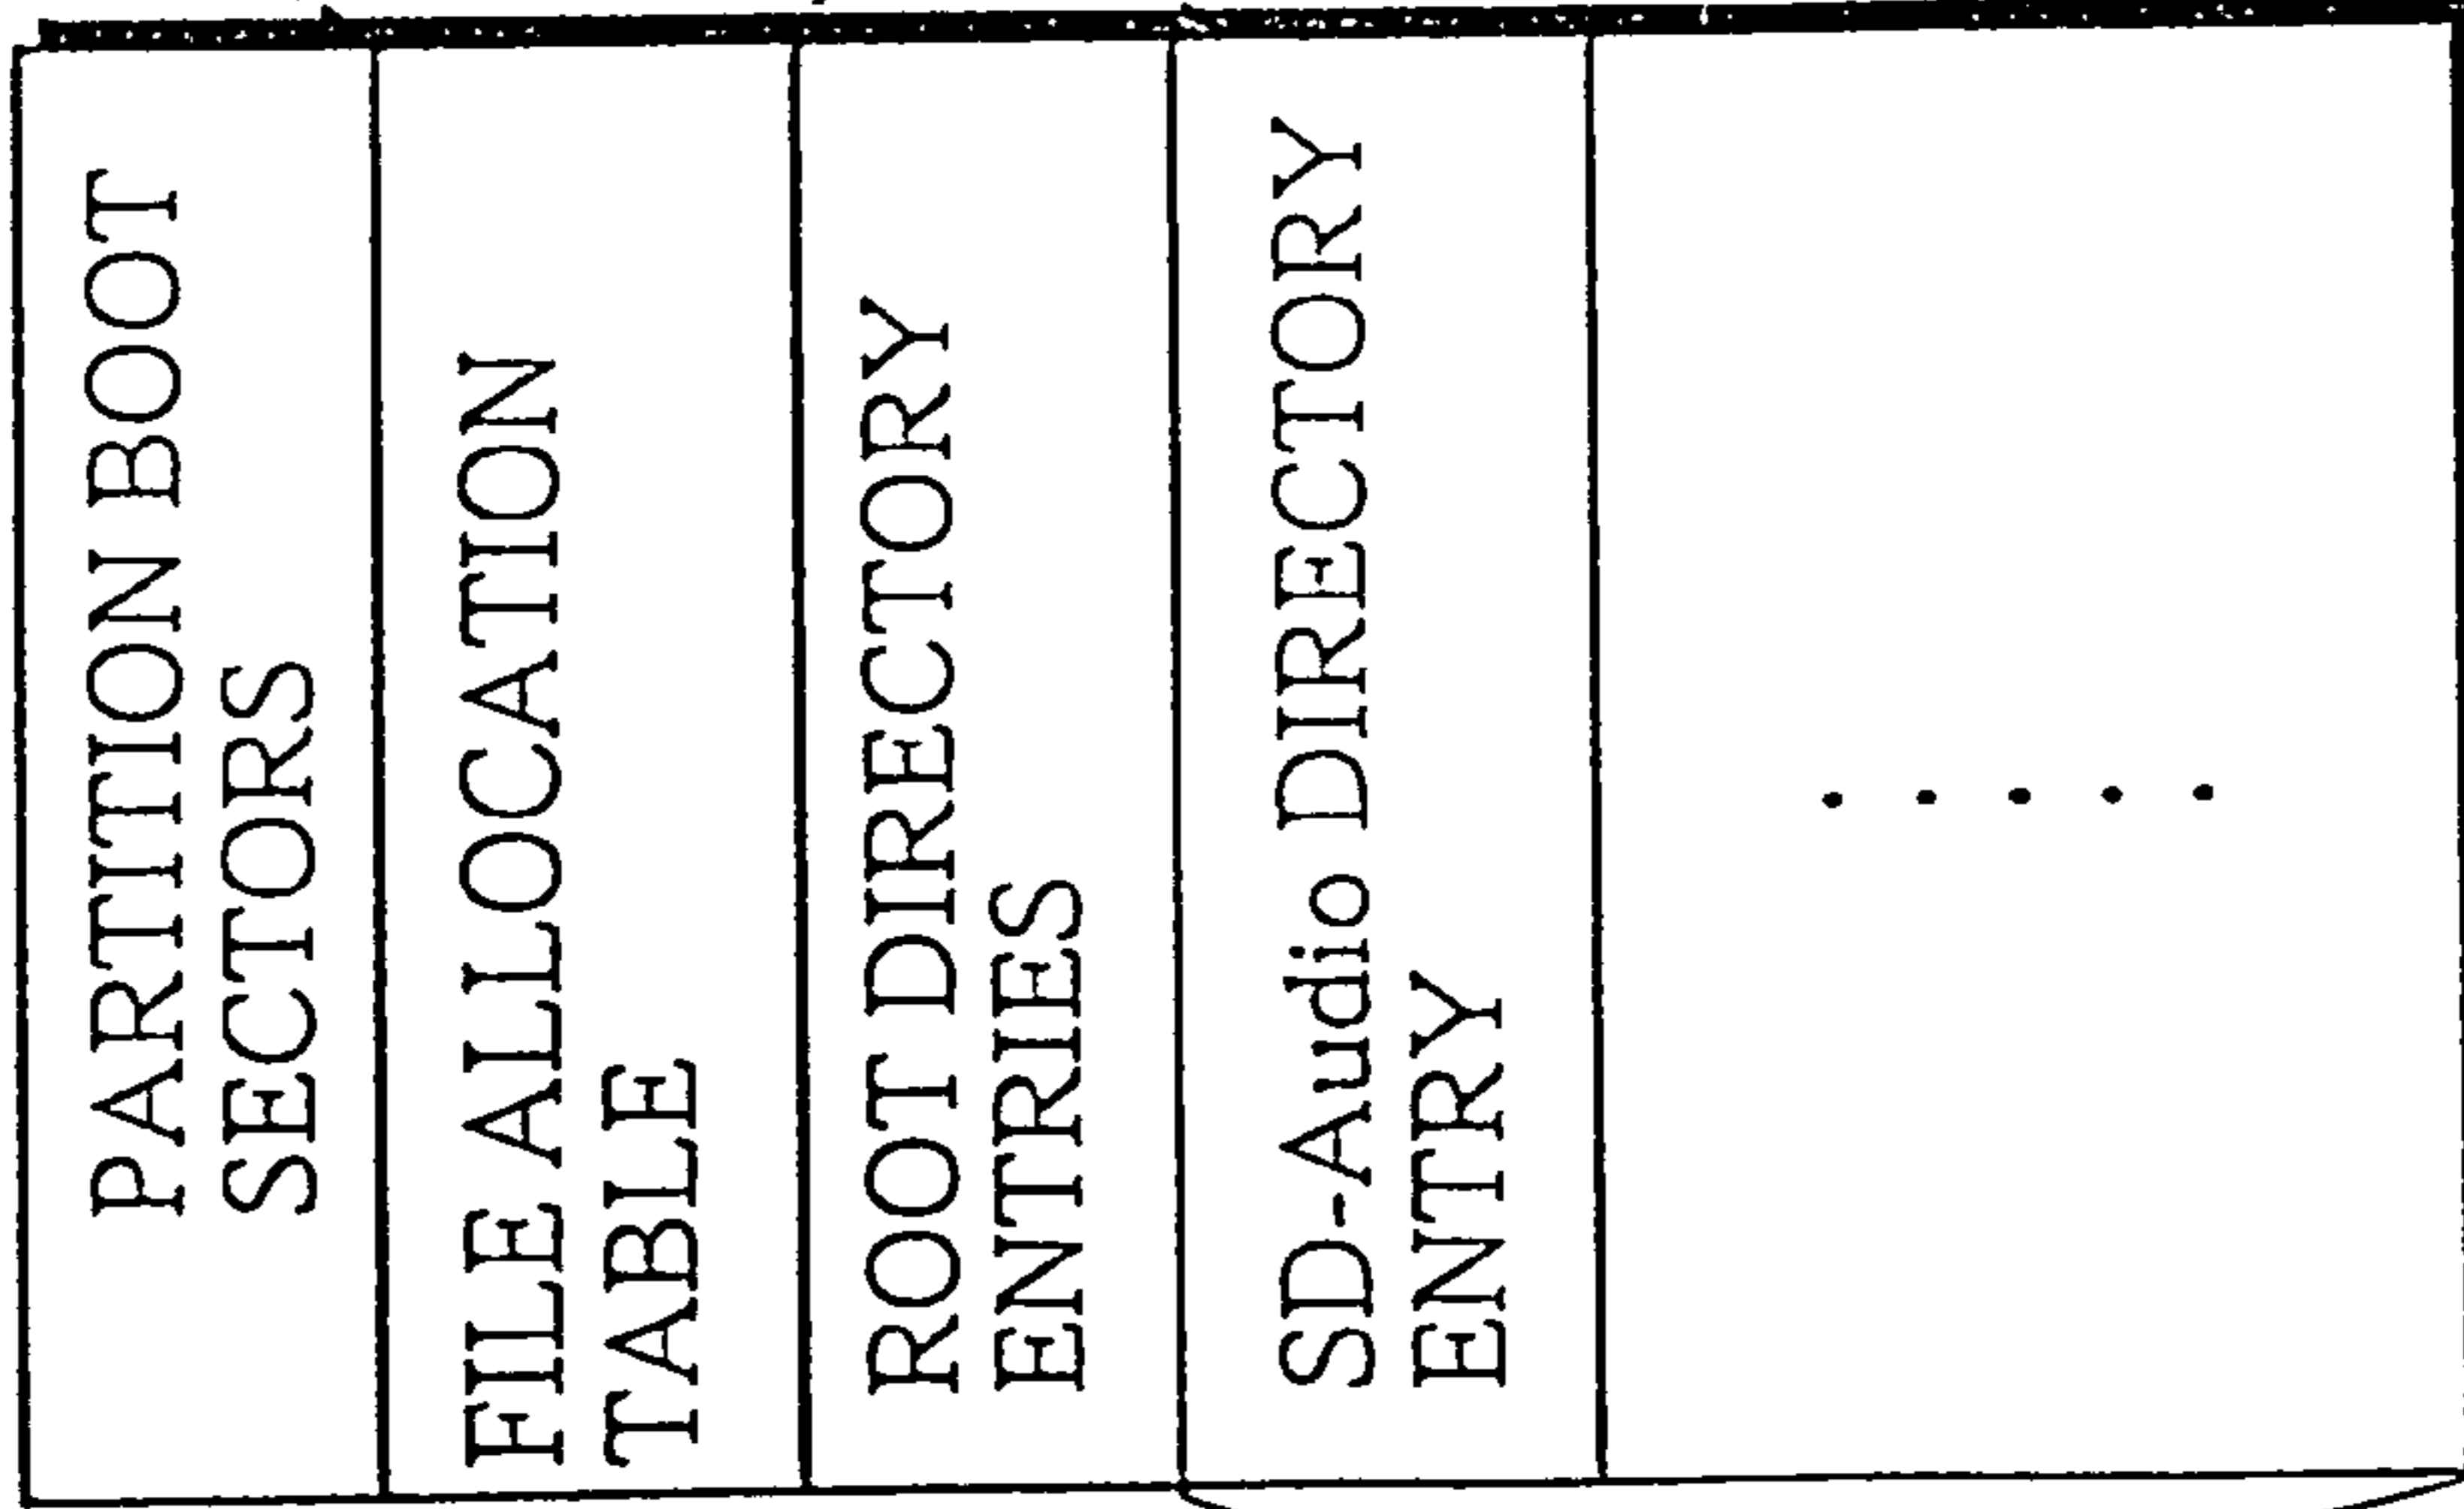 PARTITION BOOT
SECTORS
FILE ALLOCATION
TABLE
ROOT DIRECTORY
ENTRIES
SD-Audio DIRECTORY
ENTRY
.....